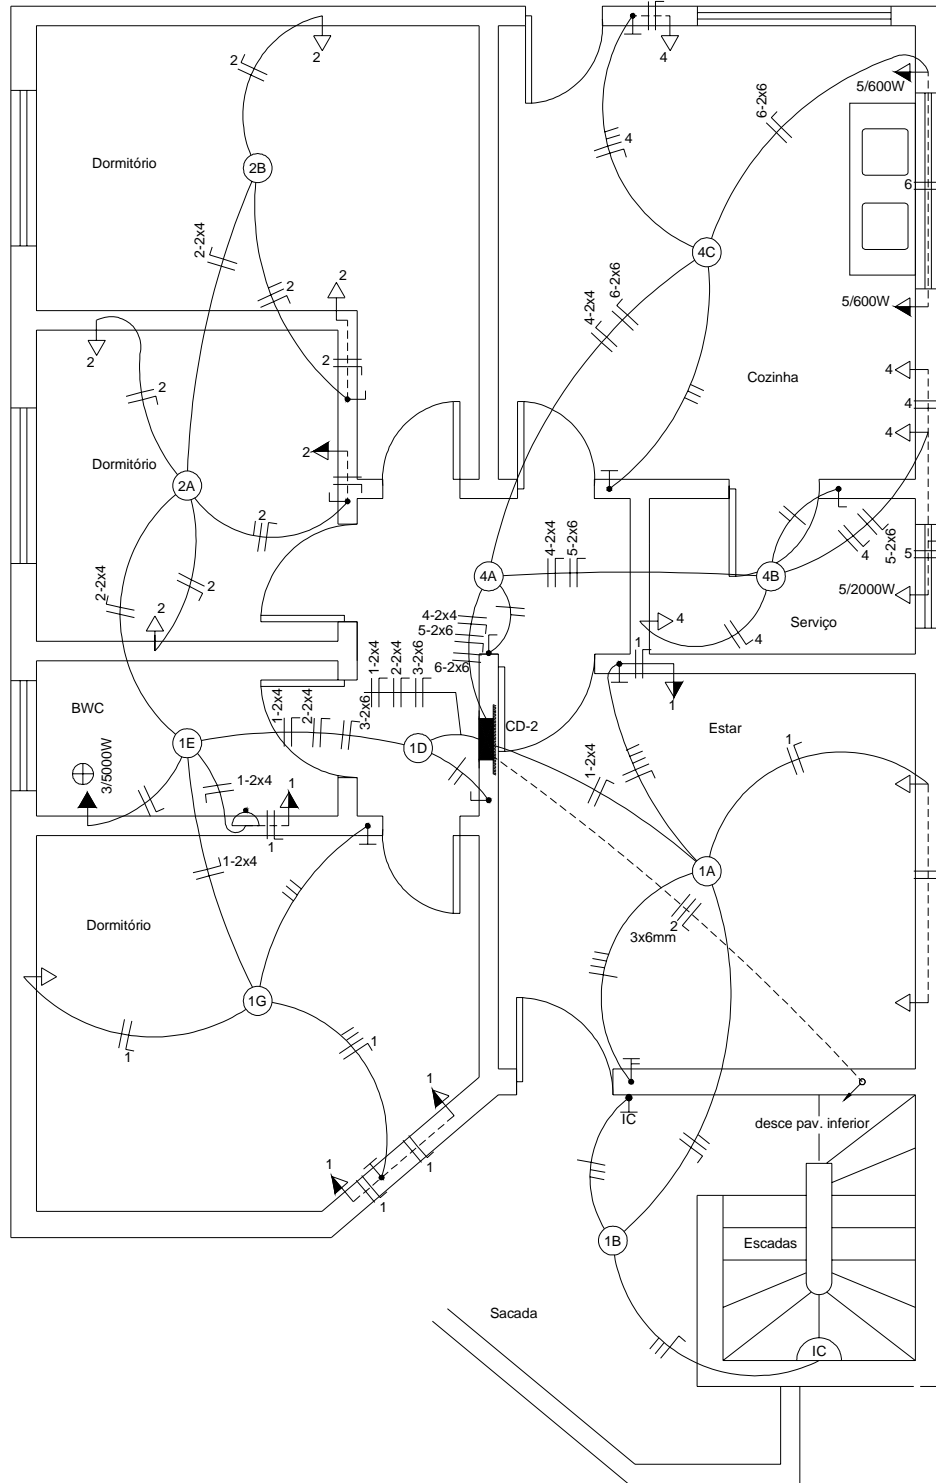 2
2
4
5/600W
6-2x6
Dormitório
2B
4
6
2-2x4
4C
2
2
6-2x6
4-2x4
5/600W
2
2
2
4
Cozinha
2
4
4
2
Dormitório
2A
2
4-2x4
5-2x6
4
5-2x6
5
2-2x4
4A
4B
2
5/2000W
2
4-2x4
4
Serviço
5-2x6
4
6-2x6
1
1-2x4
2-2x4
3-2x6
BWC
1
1-2x4
2-2x4
3-2x6
CD-2
Estar
1
1E
1D
3/5000W
1-2x4
1
1-2x4
1
1-2x4
1A
Dormitório
2
3x6mm
1G
1
1
1
IC
desce pav. inferior
1
1
1
1B
Escadas
Sacada
IC